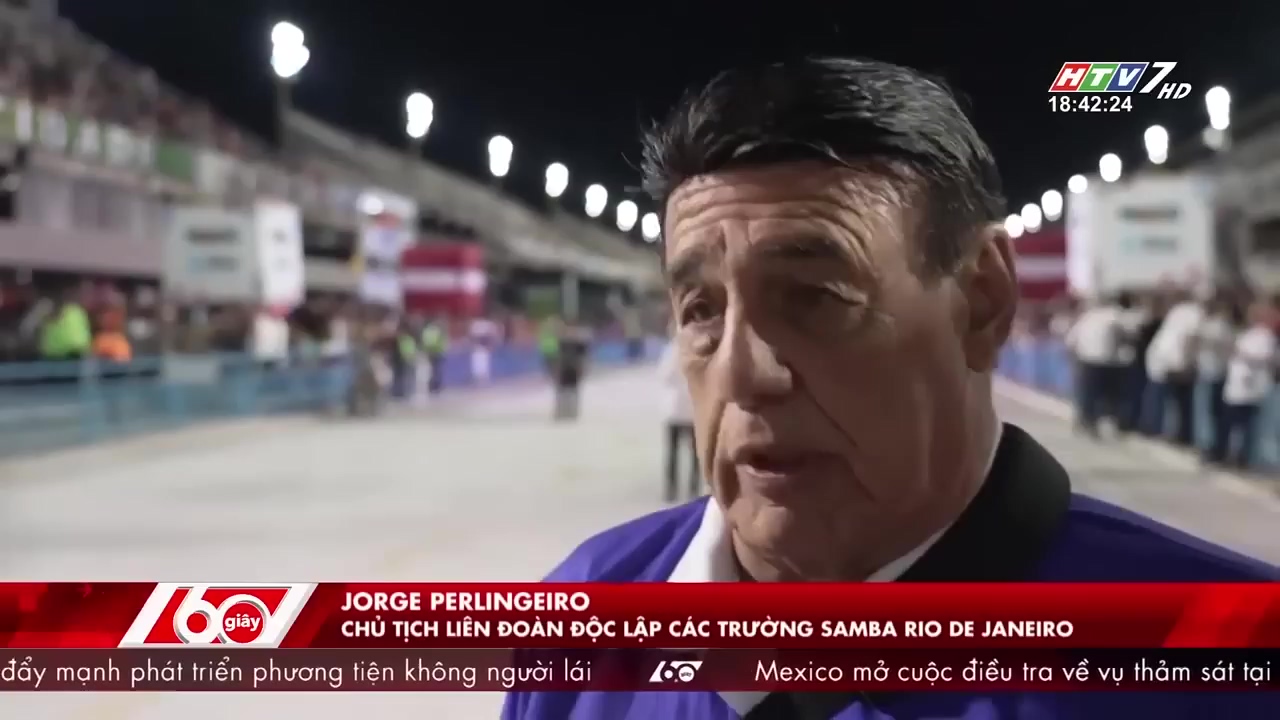 HTV7 HD
18:42:24
60 giây
JORGE PERLINGEIRO
CHỦ TỊCH LIÊN ĐOÀN ĐỘC LẬP CÁC TRƯỜNG SAMBA RIO DE JANEIRO
đẩy mạnh phát triển phương tiện không người lái 60 giây Mexico mở cuộc điều tra về vụ thảm sát tại